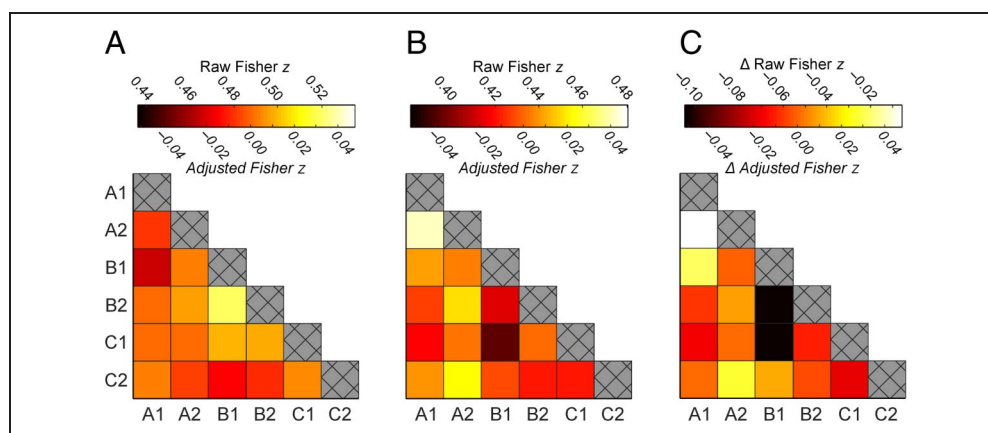 A
B
C
Raw Fisher z
Raw Fisher z
Δ Raw Fisher z
0.44 0.46 0.48 0.50 0.52
0.40 0.42 0.44 0.46 0.48
−0.10 −0.08 −0.06 −0.04 −0.02
−0.04 −0.02 0.00 0.02 0.04
−0.04 −0.02 0.00 0.02 0.04
−0.04 −0.02 0.00 0.02 0.04
Adjusted Fisher z
Adjusted Fisher z
Δ Adjusted Fisher z
A1
A2
B1
B2
C1
C2
A1 A2 B1 B2 C1 C2
A1 A2 B1 B2 C1 C2
A1 A2 B1 B2 C1 C2